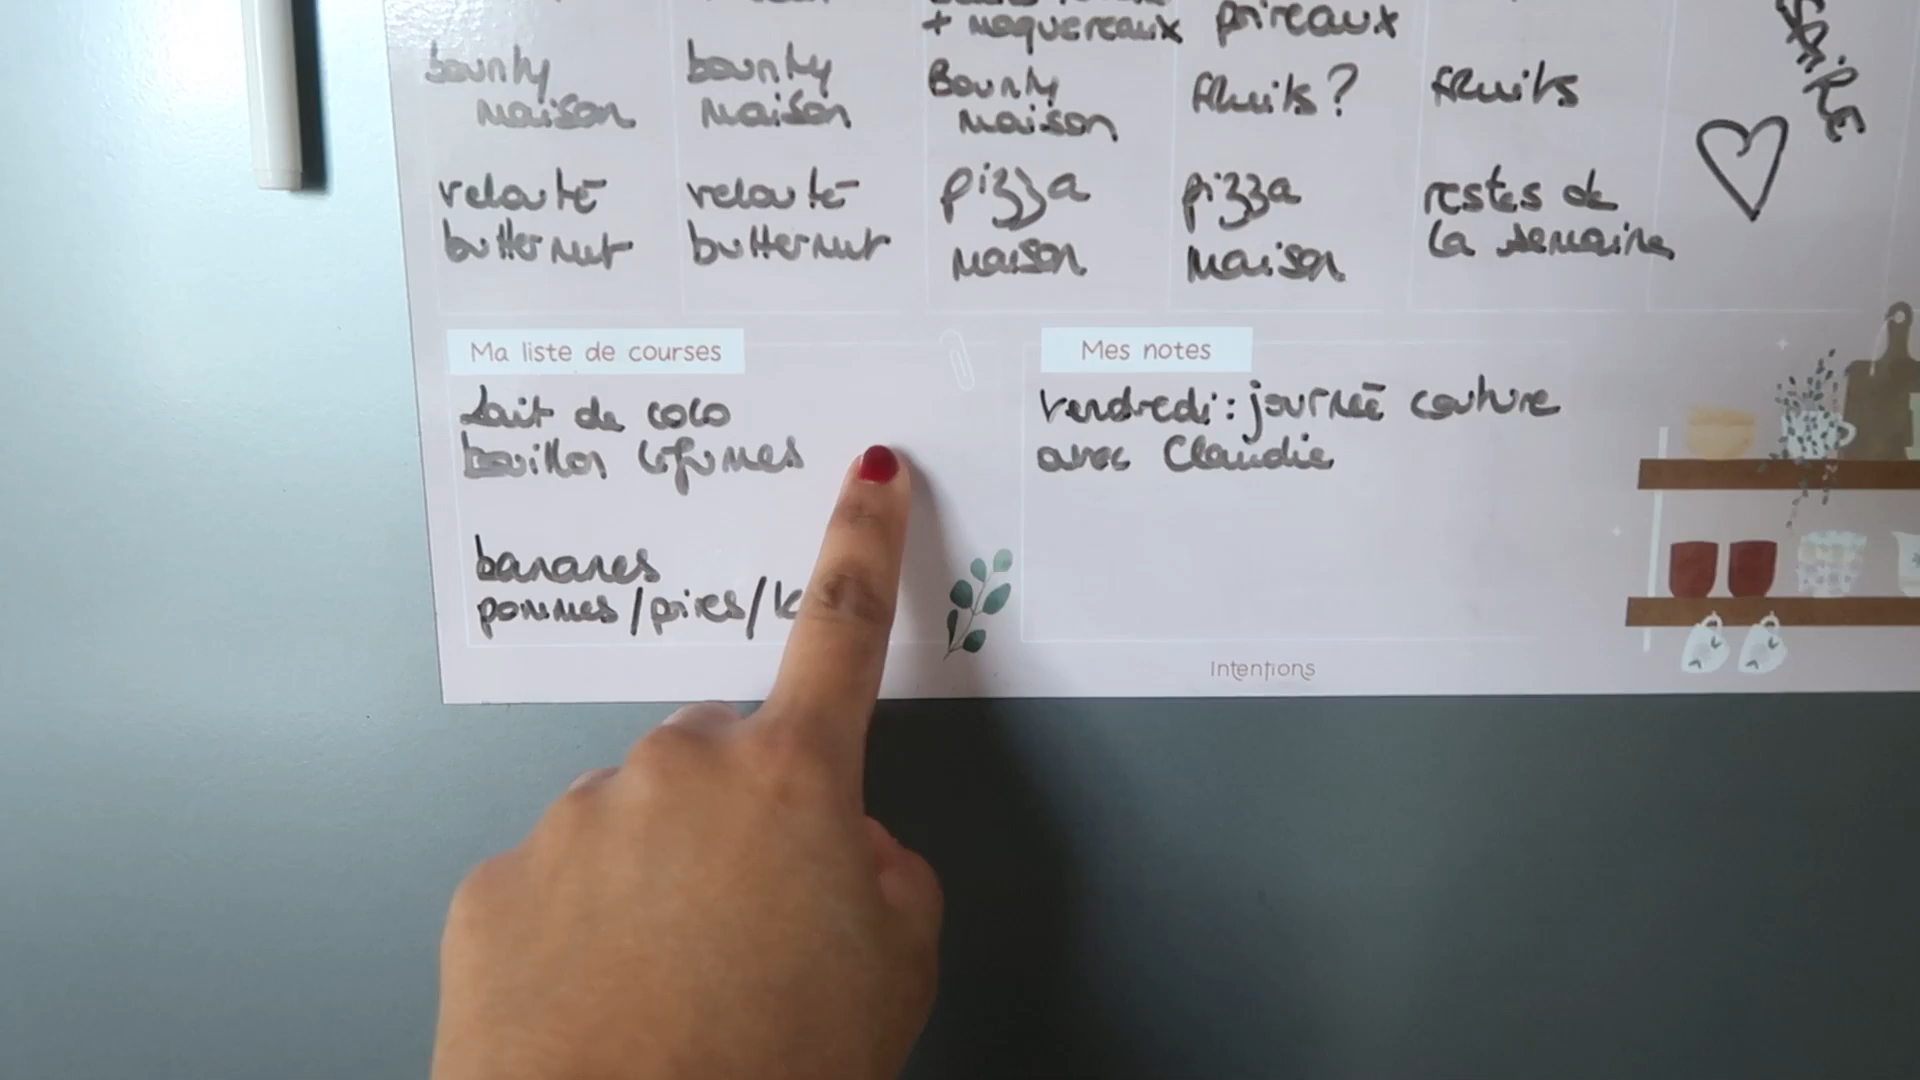 + maquereaux
poireaux
bounty
maison
bounty
maison
Bounty
maison
fruits ?
fruits
velouté
butternut
velouté
butternut
pizza
maison
pizza
maison
restes de
la semaine
Ma liste de courses
Lait de coco
bouillon légumes
bananes
pommes / poires /
Mes notes
vendredi : journée couture
avec Claudie
Intentions